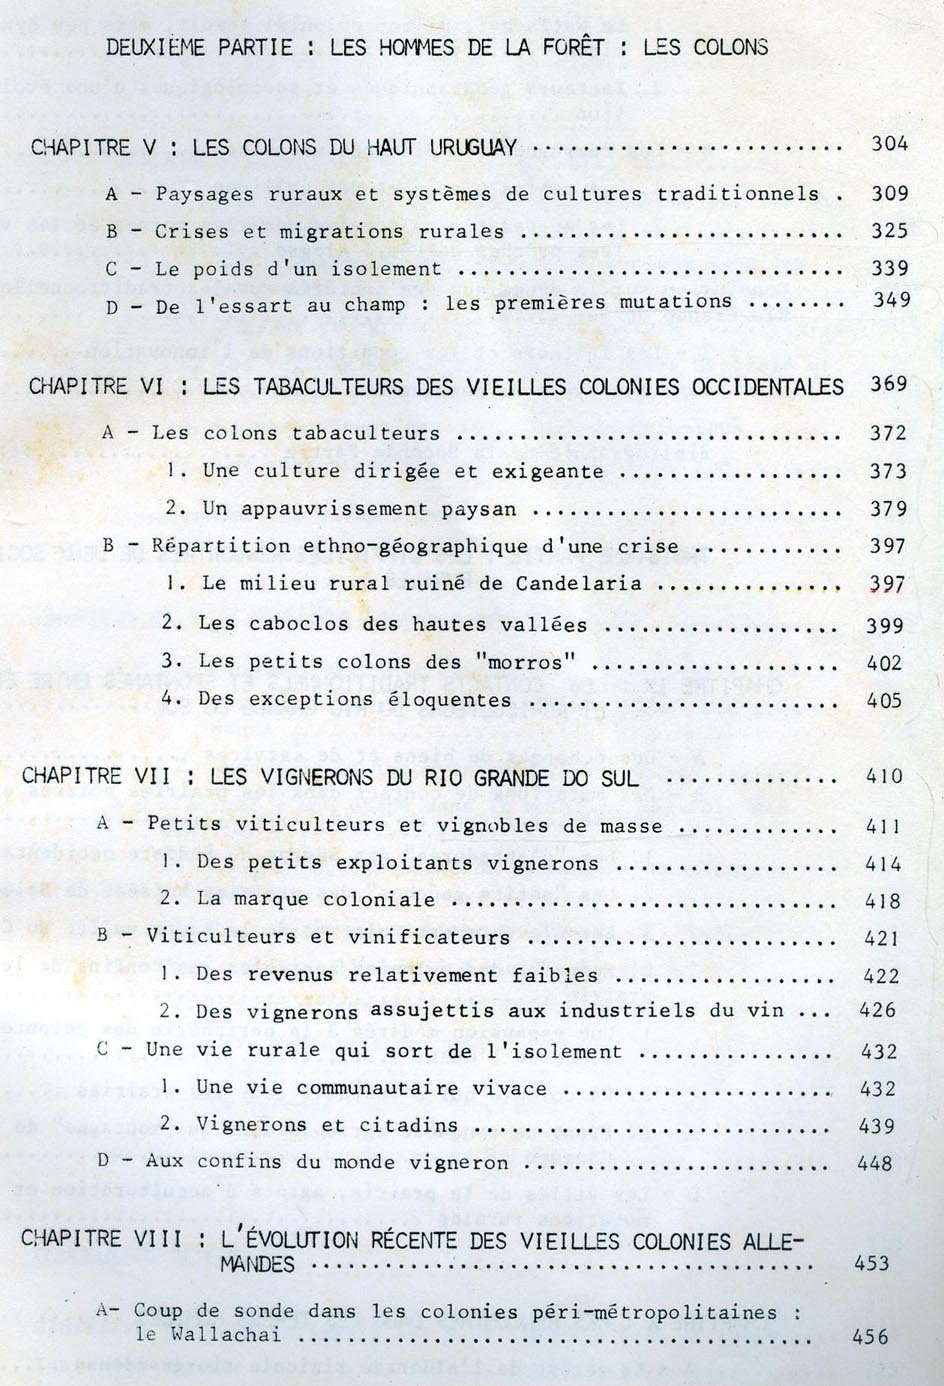 DEUXIÈME PARTIE : LES HOMMES DE LA FORÊT : LES COLONS
CHAPITRE V : LES COLONS DU HAUT URUGUAY ........................ 304
A - Paysages ruraux et systèmes de cultures traditionnels . 309
B - Crises et migrations rurales .......................... 325
C - Le poids d'un isolement ............................... 339
D - De l'essart au champ : les premières mutations ........ 349
CHAPITRE VI : LES TABACULTEURS DES VIEILLES COLONIES OCCIDENTALES 369
A - Les colons tabaculteurs ............................... 372
1. Une culture dirigée et exigeante ................... 373
2. Un appauvrissement paysan .......................... 379
B - Répartition ethno-géographique d'une crise ............ 397
1. Le milieu rural ruiné de Candelaria ............... 397
2. Les caboclos des hautes vallées ................... 399
3. Les petits colons des "morros" .................... 402
4. Des exceptions éloquentes ......................... 405
CHAPITRE VII : LES VIGNERONS DU RIO GRANDE DO SUL ............. 410
A - Petits viticulteurs et vignobles de masse ............. 411
1. Des petits exploitants vignerons .................. 414
2. La marque coloniale ............................... 418
B - Viticulteurs et vinificateurs ......................... 421
1. Des revenus relativement faibles .................. 422
2. Des vignerons assujettis aux industriels du vin ... 426
C - Une vie rurale qui sort de l'isolement ................ 432
1. Une vie communautaire vivace ...................... 432
2. Vignerons et citadins ............................. 439
D - Aux confins du monde vigneron ......................... 448
CHAPITRE VIII : L'ÉVOLUTION RÉCENTE DES VIEILLES COLONIES ALLE-
MANDES ......................................... 453
A- Coup de sonde dans les colonies péri-métropolitaines :
le Wallachai ........................................... 456